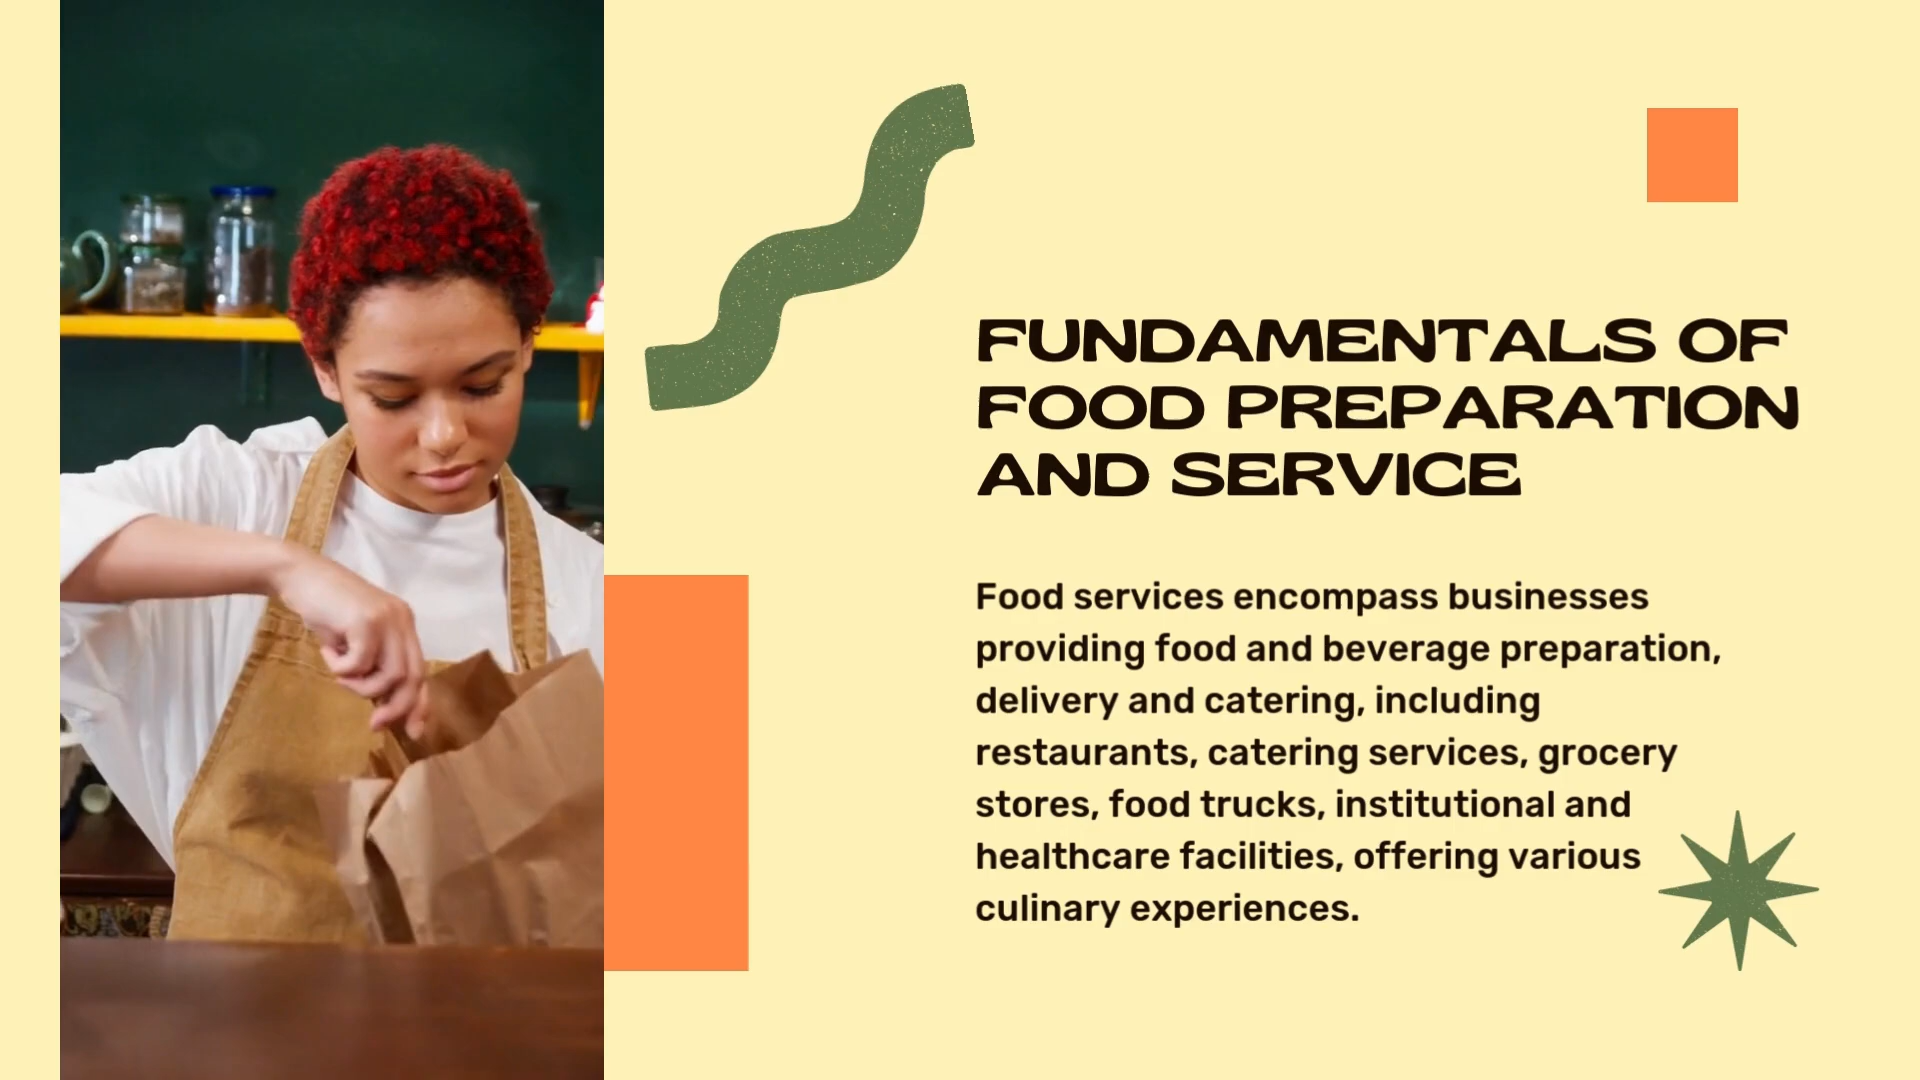 FUNDAMENTALS OF
FOOD PREPARATION
AND SERVICE
Food services encompass businesses
providing food and beverage preparation,
delivery and catering, including
restaurants, catering services, grocery
stores, food trucks, institutional and
healthcare facilities, offering various
culinary experiences.